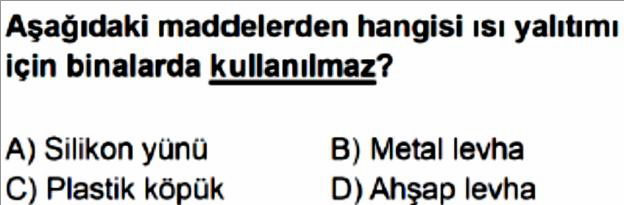 Aşağıdaki maddelerden hangisi ısı yalıtımı
için binalarda kullanılmaz?
A) Silikon yünü B) Metal levha
C) Plastik köpük D) Ahşap levha